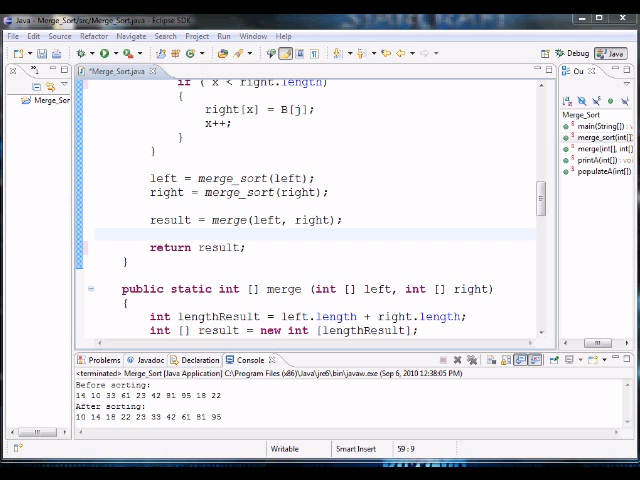 Java - Merge_Sort/src/Merge_Sort.java - Eclipse SDK
File Edit Source Refactor Navigate Search Project Run Window Help
Debug Java
*Merge_Sort.java
Ou
Merge_Sor
if ( x < right.length)
{
right[x] = B[j];
x++;
}
}
left = merge_sort(left);
right = merge_sort(right);
result = merge(left, right);
return result;
}
public static int [] merge (int [] left, int [] right)
{
int lengthResult = left.length + right.length;
int [] result = new int [lengthResult];
Merge_Sort
main(String[])
merge_sort(int[]
merge(int[], int[]
printA(int[]) : voi
populateA(int[])
Problems Javadoc Declaration Console
<terminated> Merge_Sort [Java Application] C:\Program Files (x86)\Java\jre6\bin\javaw.exe (Sep 6, 2010 12:38:05 PM)
Before sorting:
14 10 33 61 23 42 81 95 18 22
After sorting:
10 14 18 22 23 33 42 61 81 95
Writable Smart Insert 59 : 9